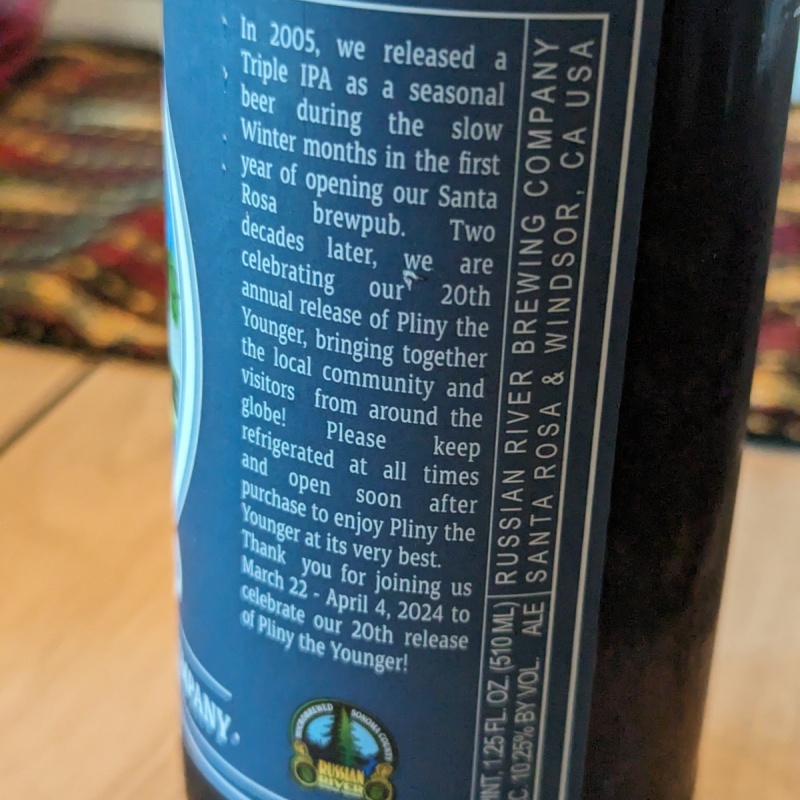 In 2005, we released a
Triple IPA as a seasonal
beer during the slow
Winter months in the first
year of opening our Santa
Rosa brewpub. Two
decades later, we are
celebrating our 20th
annual release of Pliny the
Younger, bringing together
the local community and
visitors from around the
globe! Please keep
refrigerated at all times
and open soon after
purchase to enjoy Pliny the
Younger at its very best.
Thank you for joining us
March 22 - April 4, 2024 to
celebrate our 20th release
of Pliny the Younger!
INT, 1.25 FL. OZ. (510 ML) RUSSIAN RIVER BREWING COMPANY
C. 10.25% BY VOL. ALE SANTA ROSA & WINDSOR, CA USA
MPANY
MICROBREWED SONOMA COUNTY
RUSSIAN
RIVER